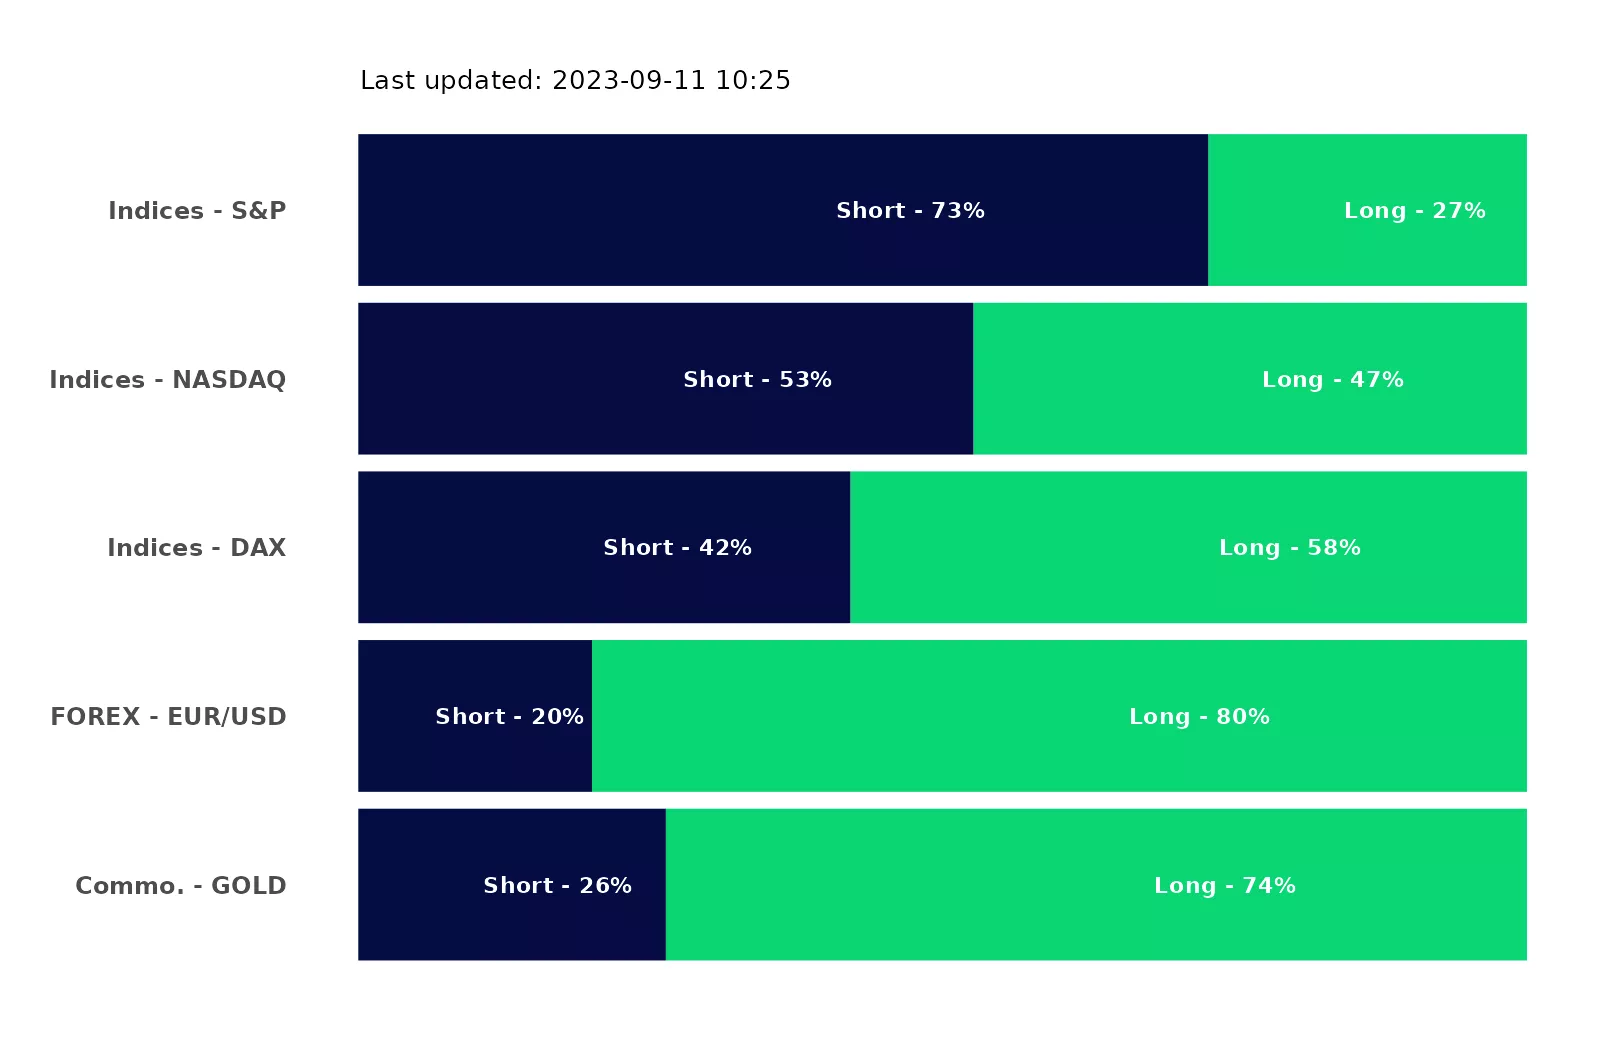 Last updated: 2023-09-11 10:25
Indices - S&P Short - 73% Long - 27%
Indices - NASDAQ Short - 53% Long - 47%
Indices - DAX Short - 42% Long - 58%
FOREX - EUR/USD Short - 20% Long - 80%
Commo. - GOLD Short - 26% Long - 74%